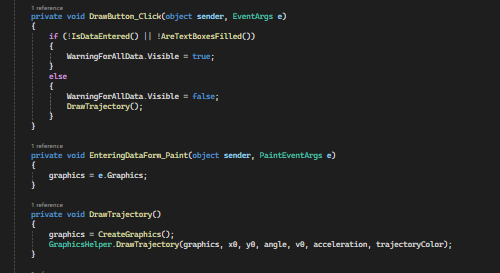 1 reference
private void DrawButton_Click(object sender, EventArgs e)
{
if (!IsDataEntered() || !AreTextBoxesFilled())
{
WarningForAllData.Visible = true;
}
else
{
WarningForAllData.Visible = false;
DrawTrajectory();
}
}
1 reference
private void EnteringDataForm_Paint(object sender, PaintEventArgs e)
{
graphics = e.Graphics;
}
1 reference
private void DrawTrajectory()
{
graphics = CreateGraphics();
GraphicsHelper.DrawTrajectory(graphics, x0, y0, angle, v0, acceleration, trajectoryColor);
}